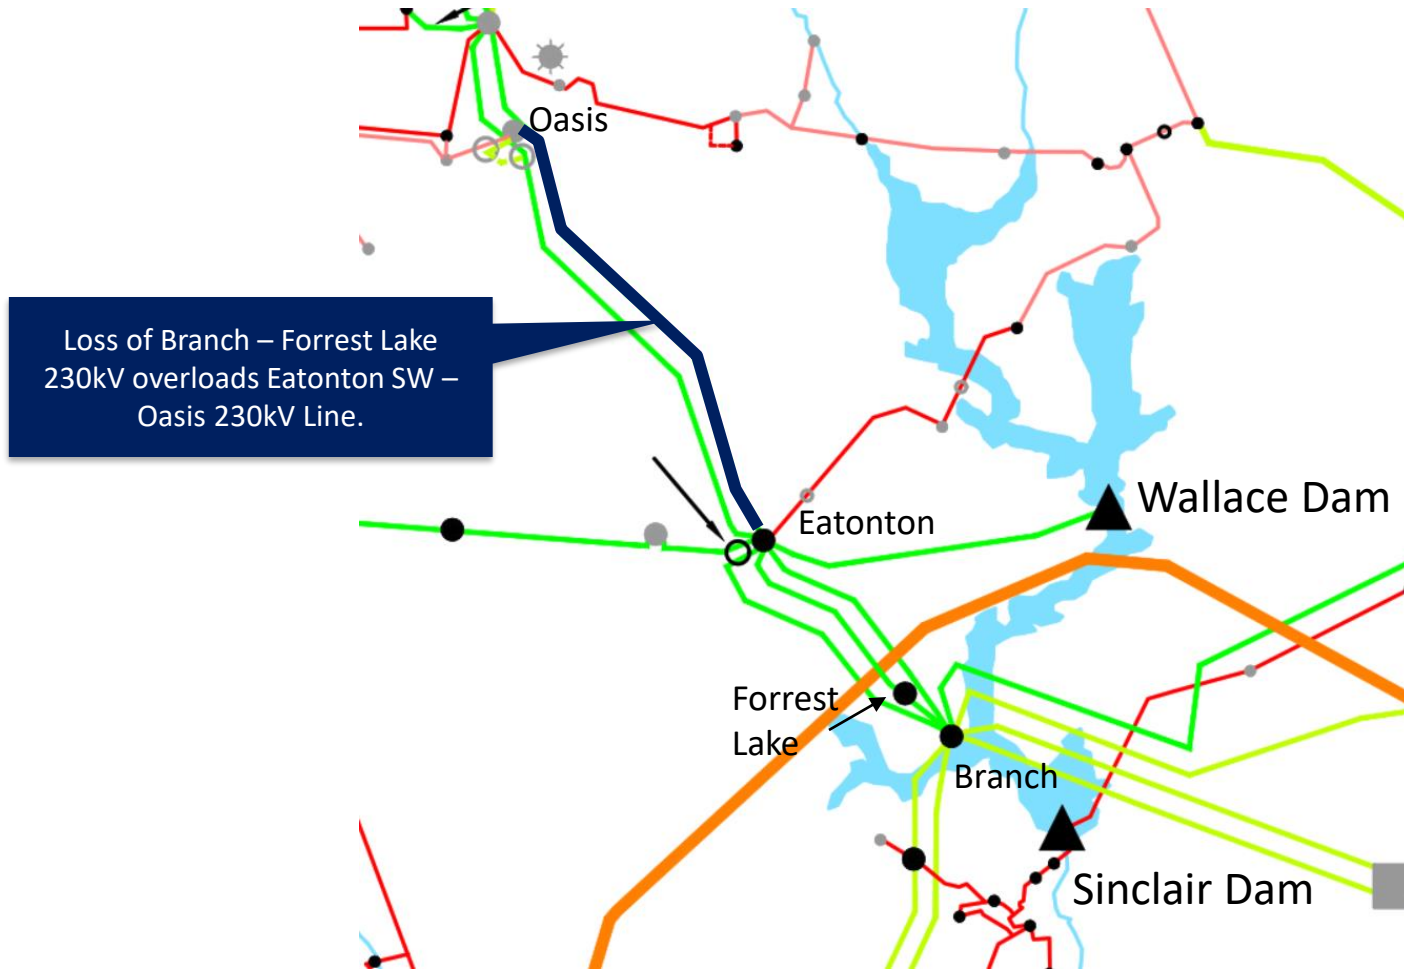 Oasis
Loss of Branch – Forrest Lake
230kV overloads Eatonton SW –
Oasis 230kV Line.
Wallace Dam
Eatonton
Forrest
Lake
Branch
Sinclair Dam